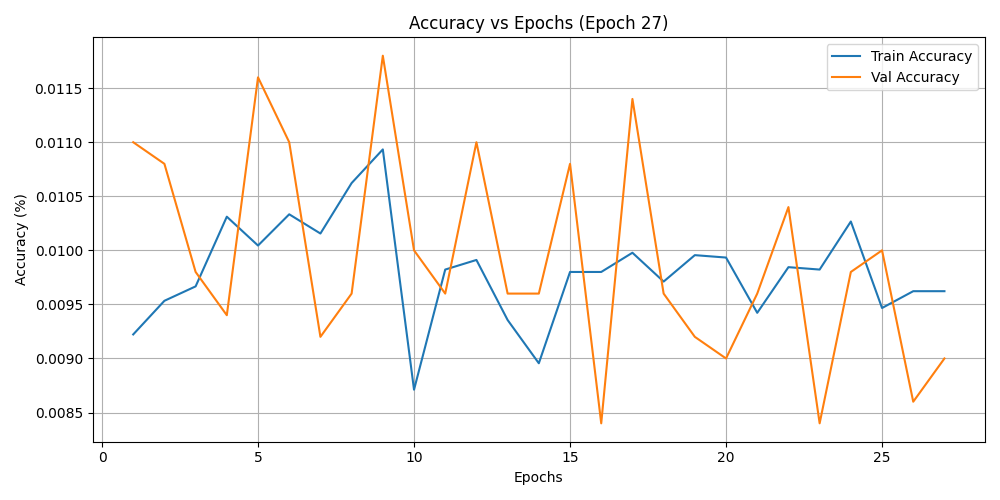 Accuracy vs Epochs (Epoch 27)
Train Accuracy
Val Accuracy
0.0115
0.0110
0.0105
0.0100
0.0095
0.0090
0.0085
Accuracy (%)
0 5 10 15 20 25
Epochs